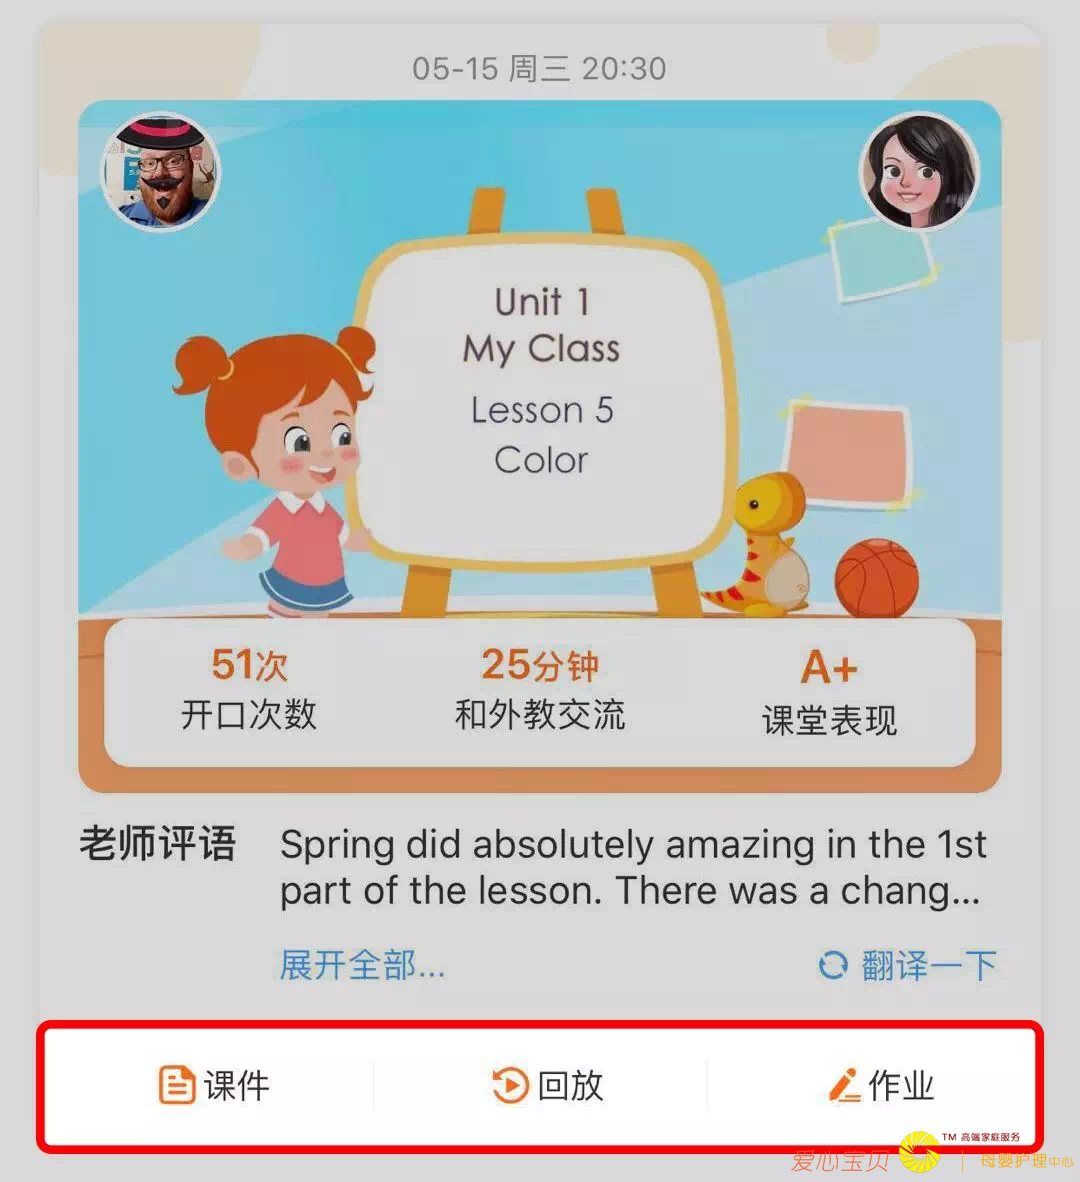 05-15 周三 20:30
Unit 1
My Class
Lesson 5
Color
51次
25分钟
A+
开口次数
和外教交流
课堂表现
老师评语
Spring did absolutely amazing in the 1st
part of the lesson. There was a chang...
展开全部...
翻译一下
课件
回放
作业
TM 高端家庭服务
爱心宝贝
母婴护理中心